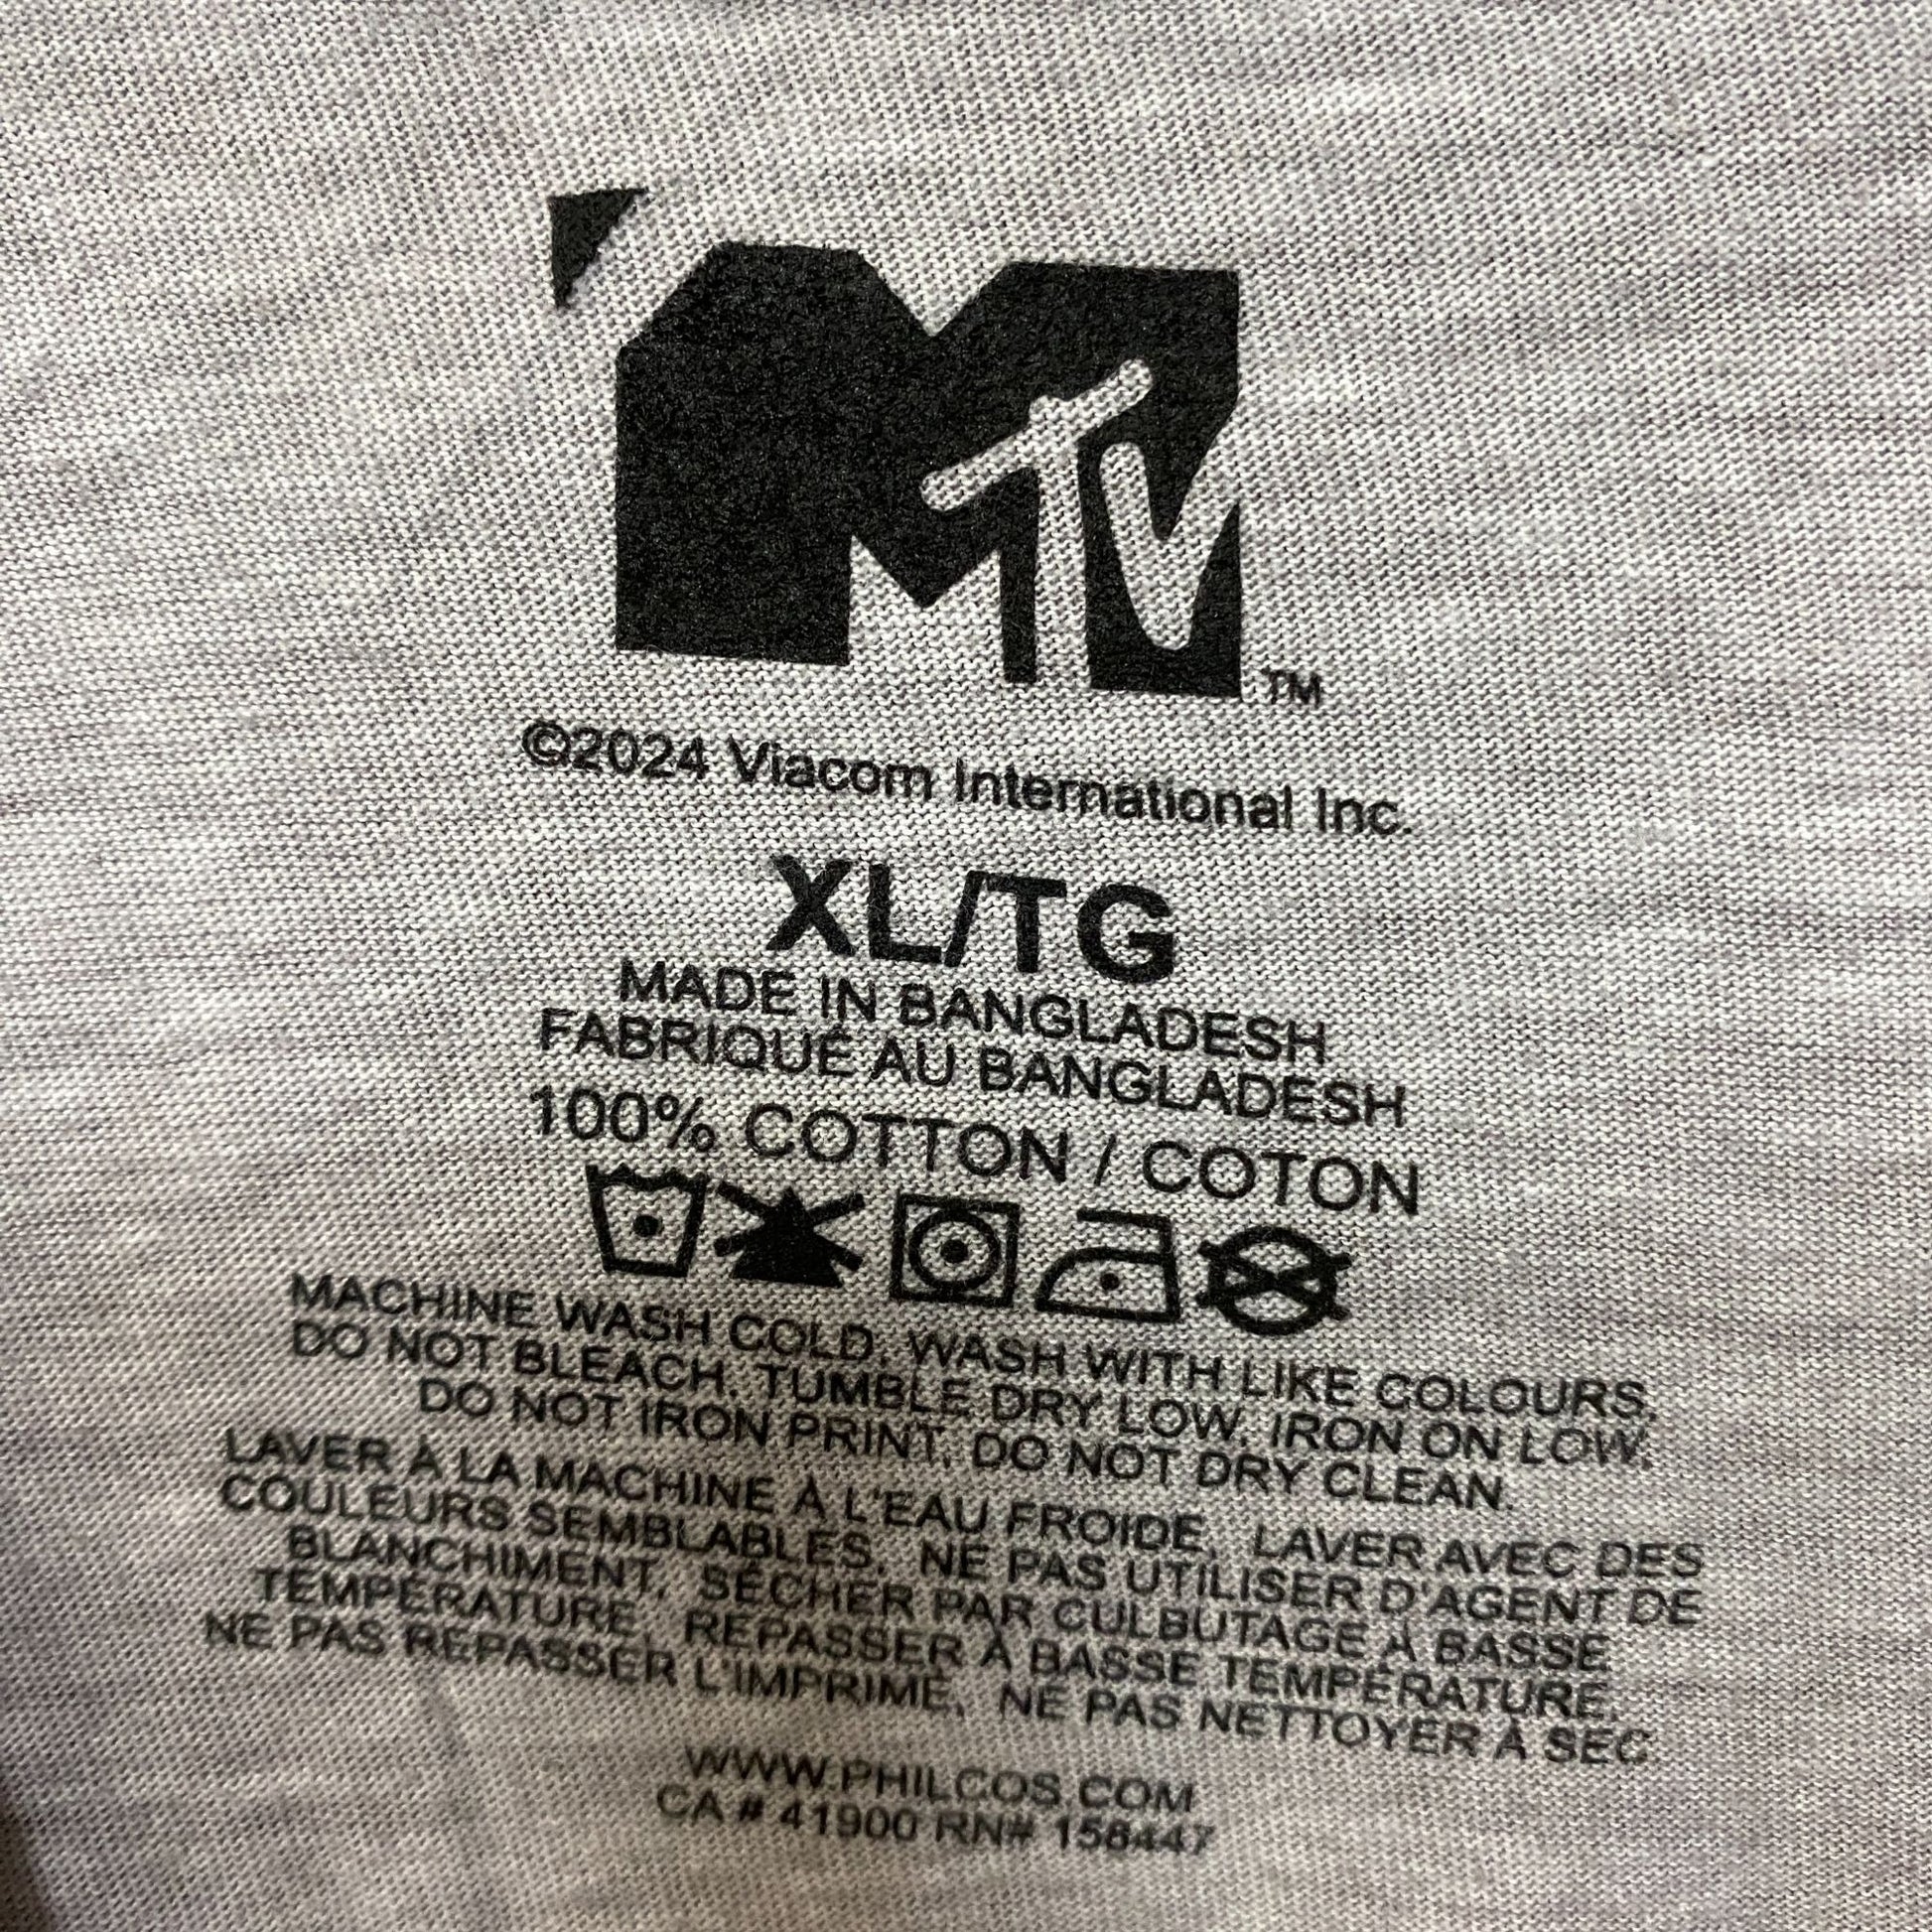 MTV TM
©2024 Viacom International Inc.
XL/TG
MADE IN BANGLADESH
FABRIQUÉ AU BANGLADESH
100% COTTON / COTON
MACHINE WASH COLD. WASH WITH LIKE COLOURS.
DO NOT BLEACH. TUMBLE DRY LOW. IRON ON LOW.
DO NOT IRON PRINT. DO NOT DRY CLEAN.
LAVER À LA MACHINE À L'EAU FROIDE. LAVER AVEC DES
COULEURS SEMBLABLES. NE PAS UTILISER D'AGENT DE
BLANCHIMENT. SÉCHER PAR CULBUTAGE À BASSE
TEMPÉRATURE. REPASSER À BASSE TEMPÉRATURE.
NE PAS REPASSER L'IMPRIMÉ. NE PAS NETTOYER À SEC.
WWW.PHILCOS.COM
CA # 41900 RN# 156447